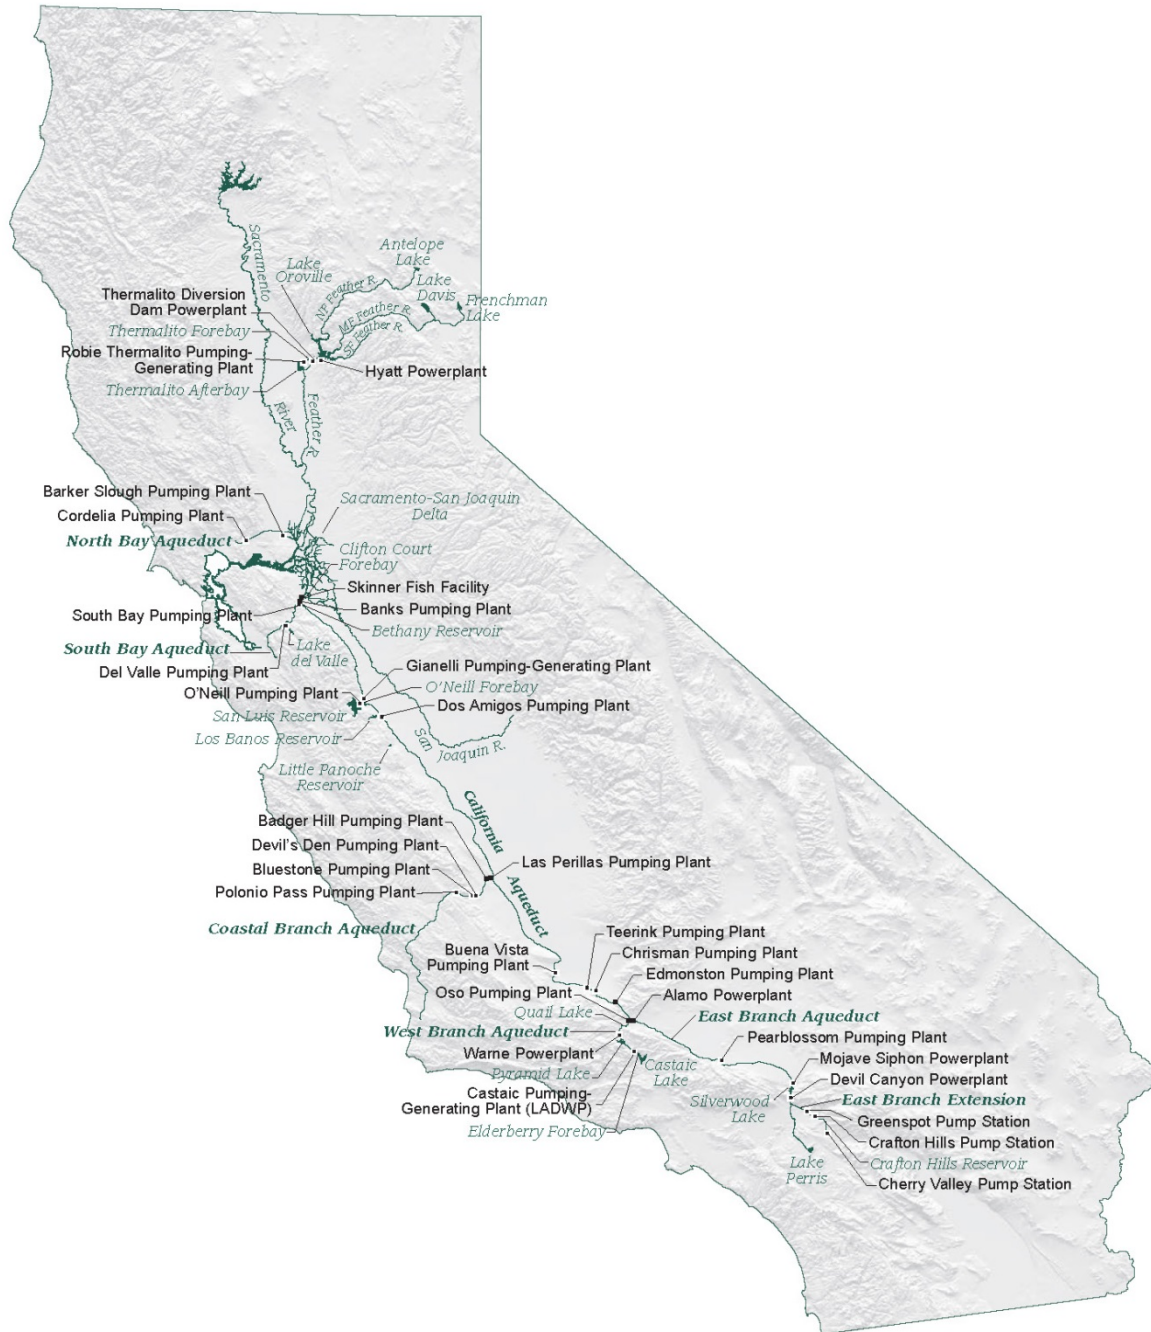 Antelope
Lake
Sacramento
Lake
Oroville
NF Feather R.
Lake
Davis
Frenchman
Lake
Thermalito Diversion
Dam Powerplant
MF Feather R.
SF Feather R.
Thermalito Forebay
Robie Thermalito Pumping-
Generating Plant
Hyatt Powerplant
Thermalito Afterbay
River
Feather R.
Barker Slough Pumping Plant
Sacramento-San Joaquin
Delta
Cordelia Pumping Plant
North Bay Aqueduct
Clifton Court
Forebay
Skinner Fish Facility
South Bay Pumping Plant
Banks Pumping Plant
Bethany Reservoir
South Bay Aqueduct
Lake
del Valle
Del Valle Pumping Plant
Gianelli Pumping-Generating Plant
O'Neill Pumping Plant
O'Neill Forebay
San Luis Reservoir
Dos Amigos Pumping Plant
Los Banos Reservoir
San
Joaquin R.
Little Panoche
Reservoir
California
Badger Hill Pumping Plant
Devil's Den Pumping Plant
Las Perillas Pumping Plant
Bluestone Pumping Plant
Polonio Pass Pumping Plant
Aqueduct
Coastal Branch Aqueduct
Teerink Pumping Plant
Buena Vista
Pumping Plant
Chrisman Pumping Plant
Edmonston Pumping Plant
Oso Pumping Plant
Alamo Powerplant
Quail Lake
East Branch Aqueduct
West Branch Aqueduct
Pearblossom Pumping Plant
Warne Powerplant
Mojave Siphon Powerplant
Pyramid Lake
Castaic
Lake
Devil Canyon Powerplant
Castaic Pumping-
Generating Plant (LADWP)
Silverwood
Lake
East Branch Extension
Greenspot Pump Station
Elderberry Forebay
Crafton Hills Pump Station
Lake
Perris
Crafton Hills Reservoir
Cherry Valley Pump Station